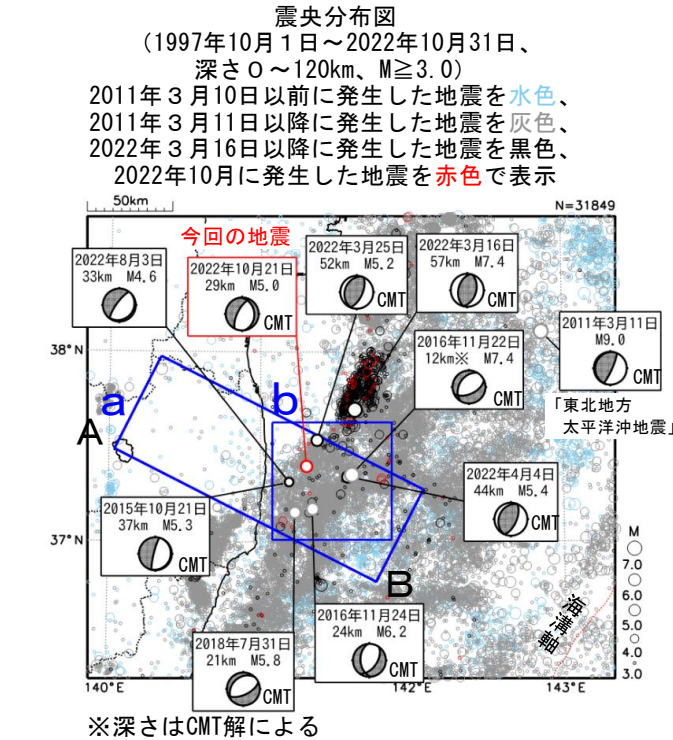 震央分布図
（1997年10月１日～2022年10月31日、
深さ０～120km、M≧3.0）
2011年３月10日以前に発生した地震を水色、
2011年３月11日以降に発生した地震を灰色、
2022年３月16日以降に発生した地震を黒色、
2022年10月に発生した地震を赤色で表示
50km
N=31849
今回の地震
2022年8月3日
33km M4.6
2022年10月21日
29km M5.0
CMT
2022年3月25日
52km M5.2
CMT
2022年3月16日
57km M7.4
CMT
2016年11月22日
12km※ M7.4
CMT
2011年3月11日
M9.0
CMT
「東北地方
太平洋沖地震」
38°N
a
b
A
2022年4月4日
44km M5.4
CMT
2015年10月21日
37km M5.3
CMT
37°N
B
2016年11月24日
24km M6.2
CMT
2018年7月31日
21km M5.8
CMT
海溝軸
M
7.0
6.0
5.0
4.0
3.0
140°E
142°E
143°E
※深さはCMT解による